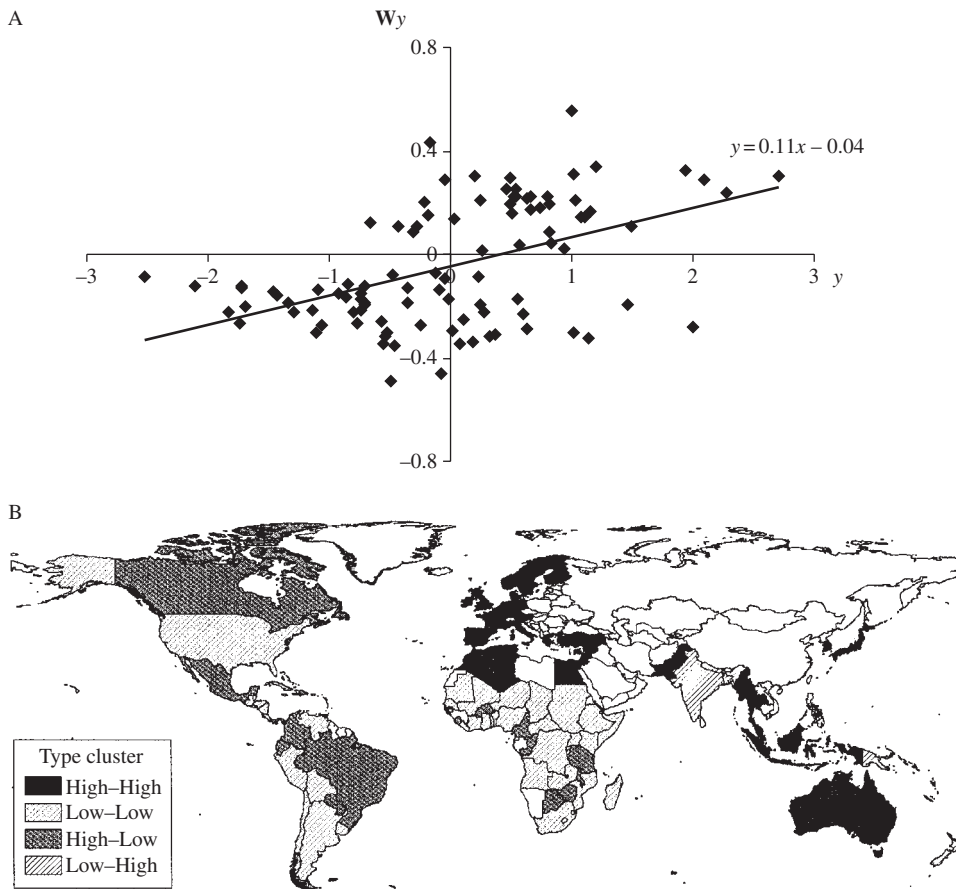 A
Wy
0.8
0.4
y = 0.11x – 0.04
0
–3
–2
–1
0
1
2
y
3
–0.4
–0.8
B
Type cluster
High–High
Low–Low
High–Low
Low–High